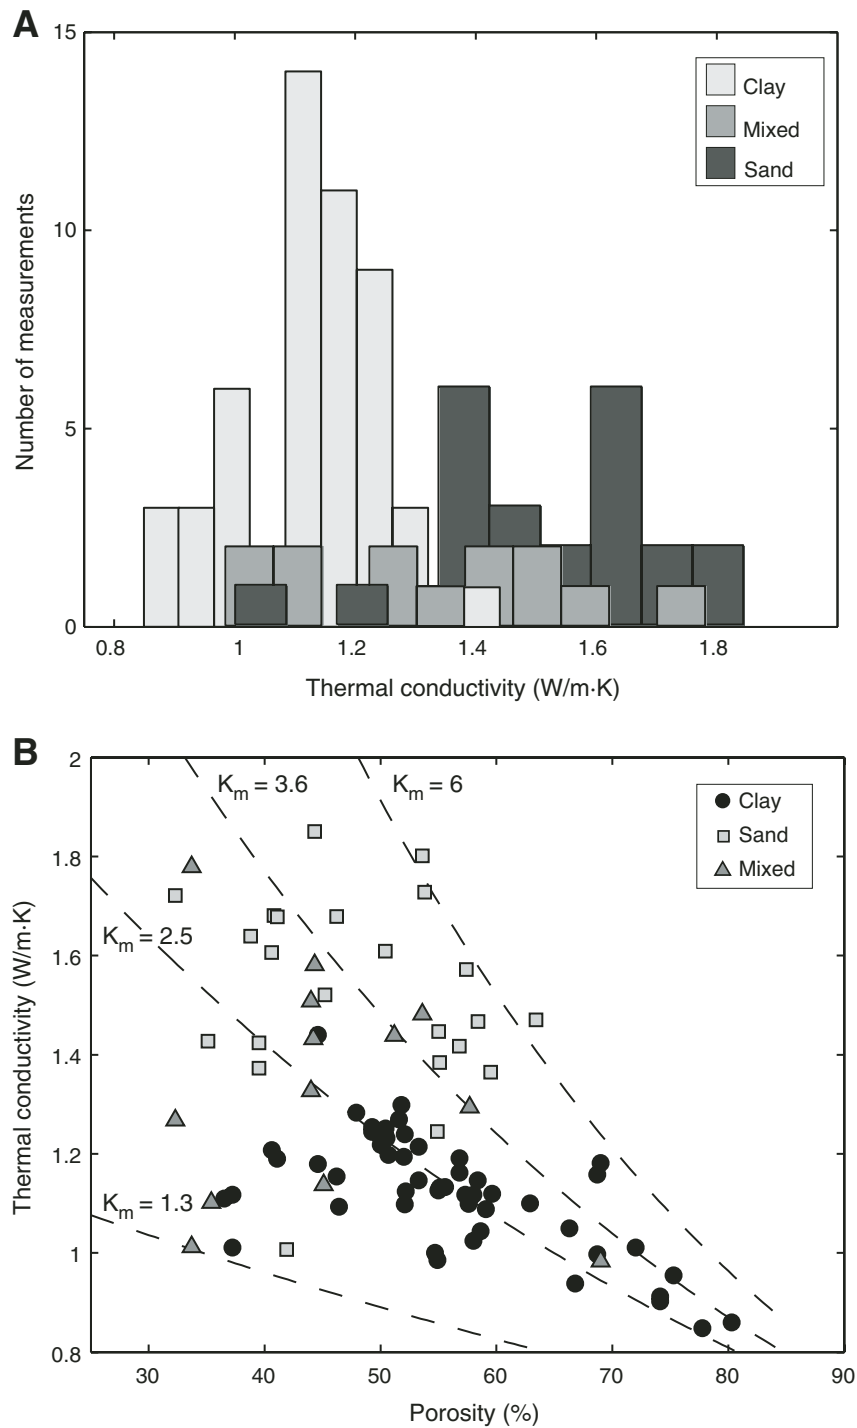 A
15
10
5
0
Number of measurements
Clay
Mixed
Sand
0.8 1 1.2 1.4 1.6 1.8
Thermal conductivity (W/m·K)
B
2
1.8
1.6
1.4
1.2
1
0.8
Thermal conductivity (W/m·K)
Km = 3.6
Km = 6
Km = 2.5
Km = 1.3
Clay
Sand
Mixed
30 40 50 60 70 80 90
Porosity (%)